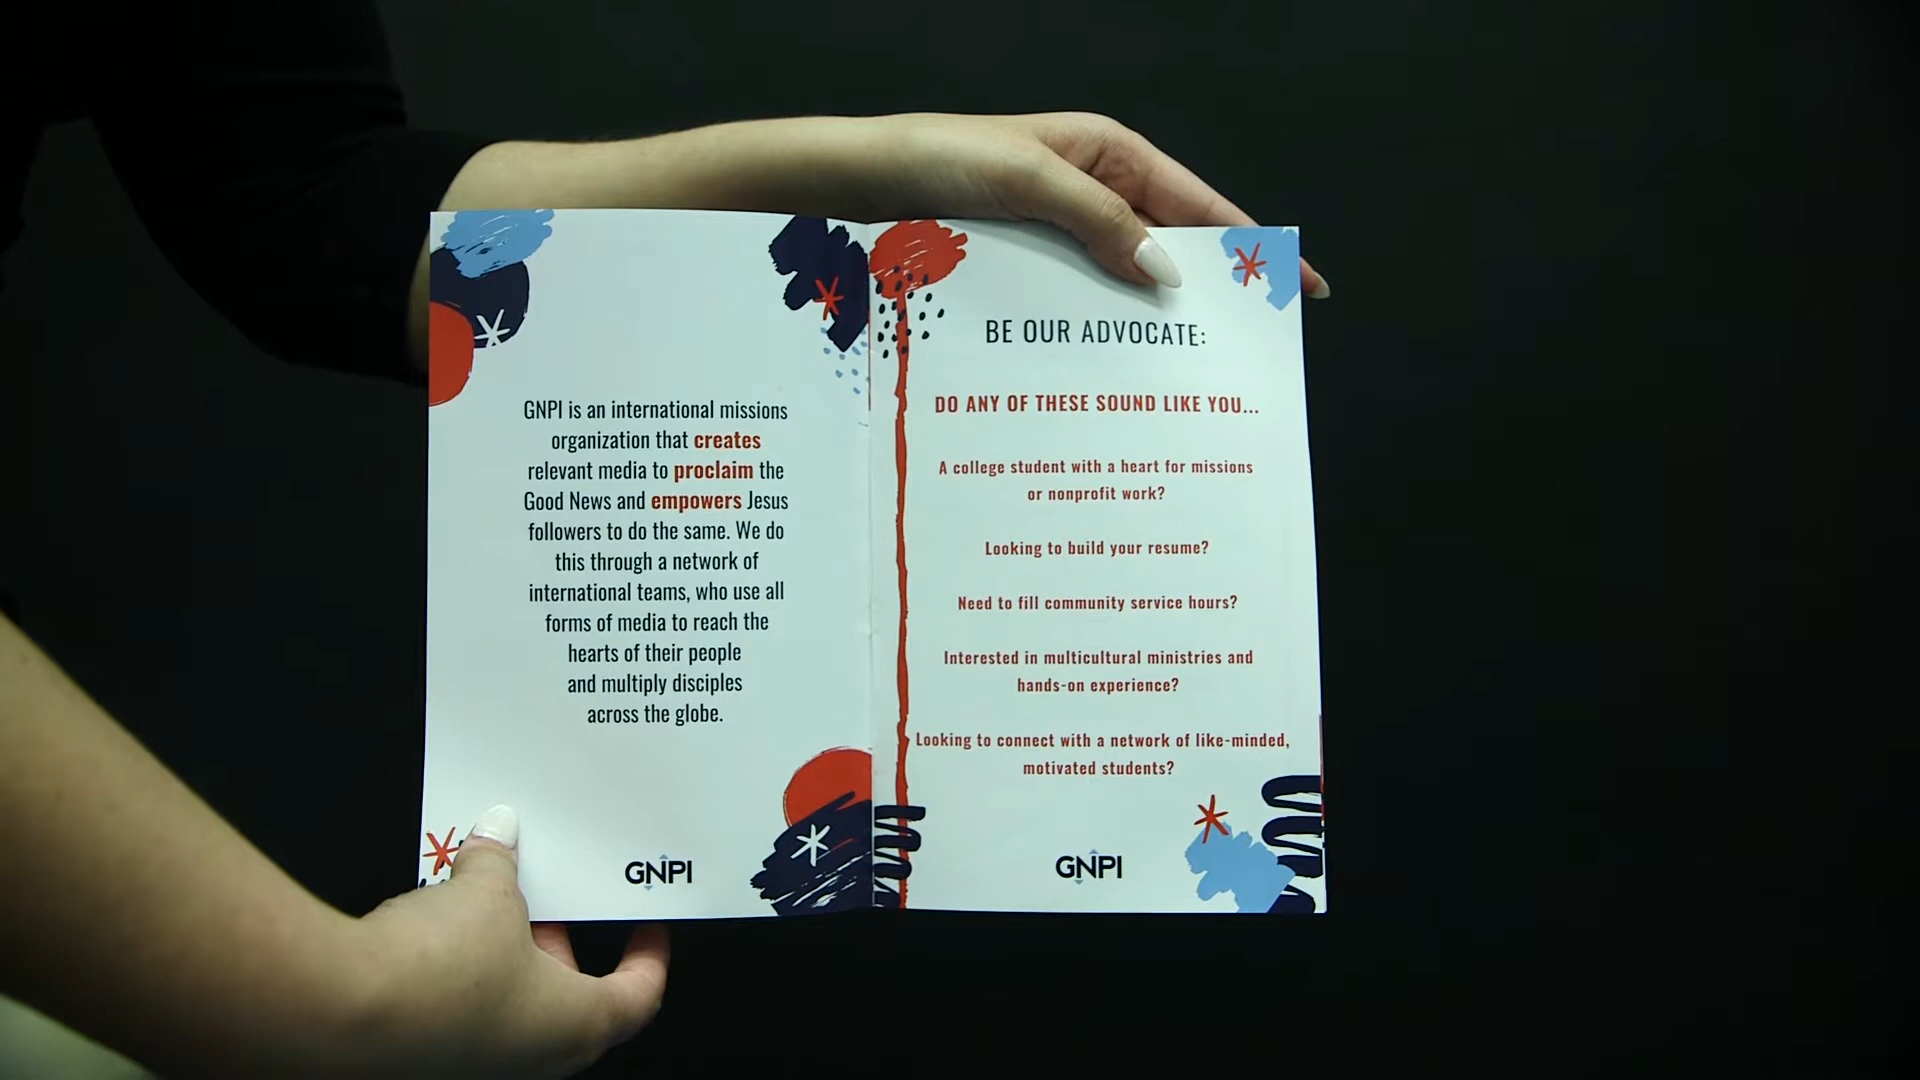 GNPI is an international missions
organization that creates
relevant media to proclaim the
Good News and empowers Jesus
followers to do the same. We do
this through a network of
international teams, who use all
forms of media to reach the
hearts of their people
and multiply disciples
across the globe.
GNPI
BE OUR ADVOCATE:
DO ANY OF THESE SOUND LIKE YOU...
A college student with a heart for missions
or nonprofit work?
Looking to build your resume?
Need to fill community service hours?
Interested in multicultural ministries and
hands-on experience?
Looking to connect with a network of like-minded,
motivated students?
GNPI